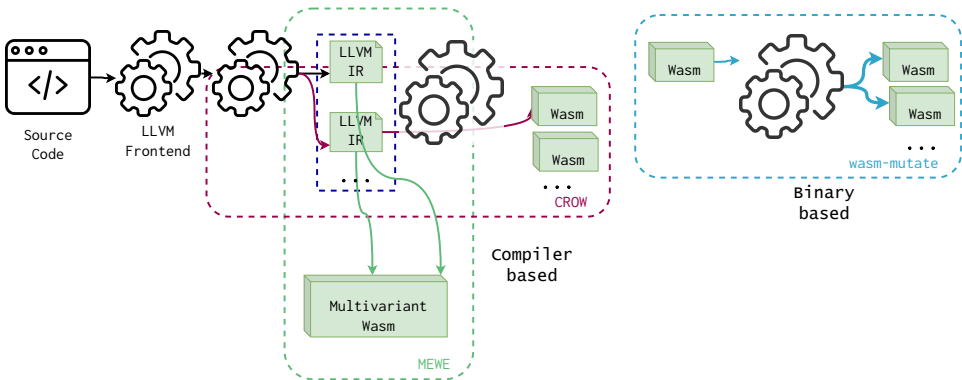 Source
Code
LLVM
Frontend
LLVM
IR
LLVM
IR
...
Wasm
Wasm
...
CROW
Compiler
based
Multivariant
Wasm
MEWE
Wasm
Wasm
Wasm
...
wasm-mutate
Binary
based